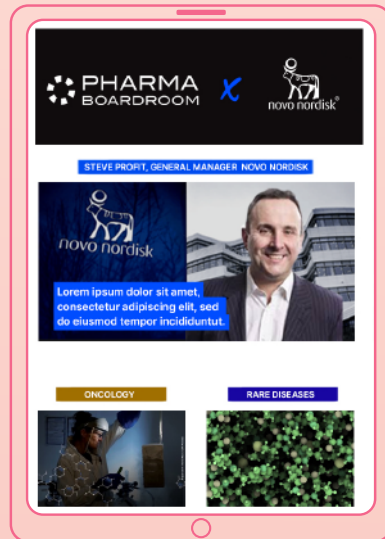 PHARMA
BOARDROOM
X
novo nordisk®
STEVE PROFIT, GENERAL MANAGER NOVO NORDISK
novo nordisk
Lorem ipsum dolor sit amet,
consectetur adipiscing elit, sed
do eiusmod tempor incididuntut.
ONCOLOGY
RARE DISEASES